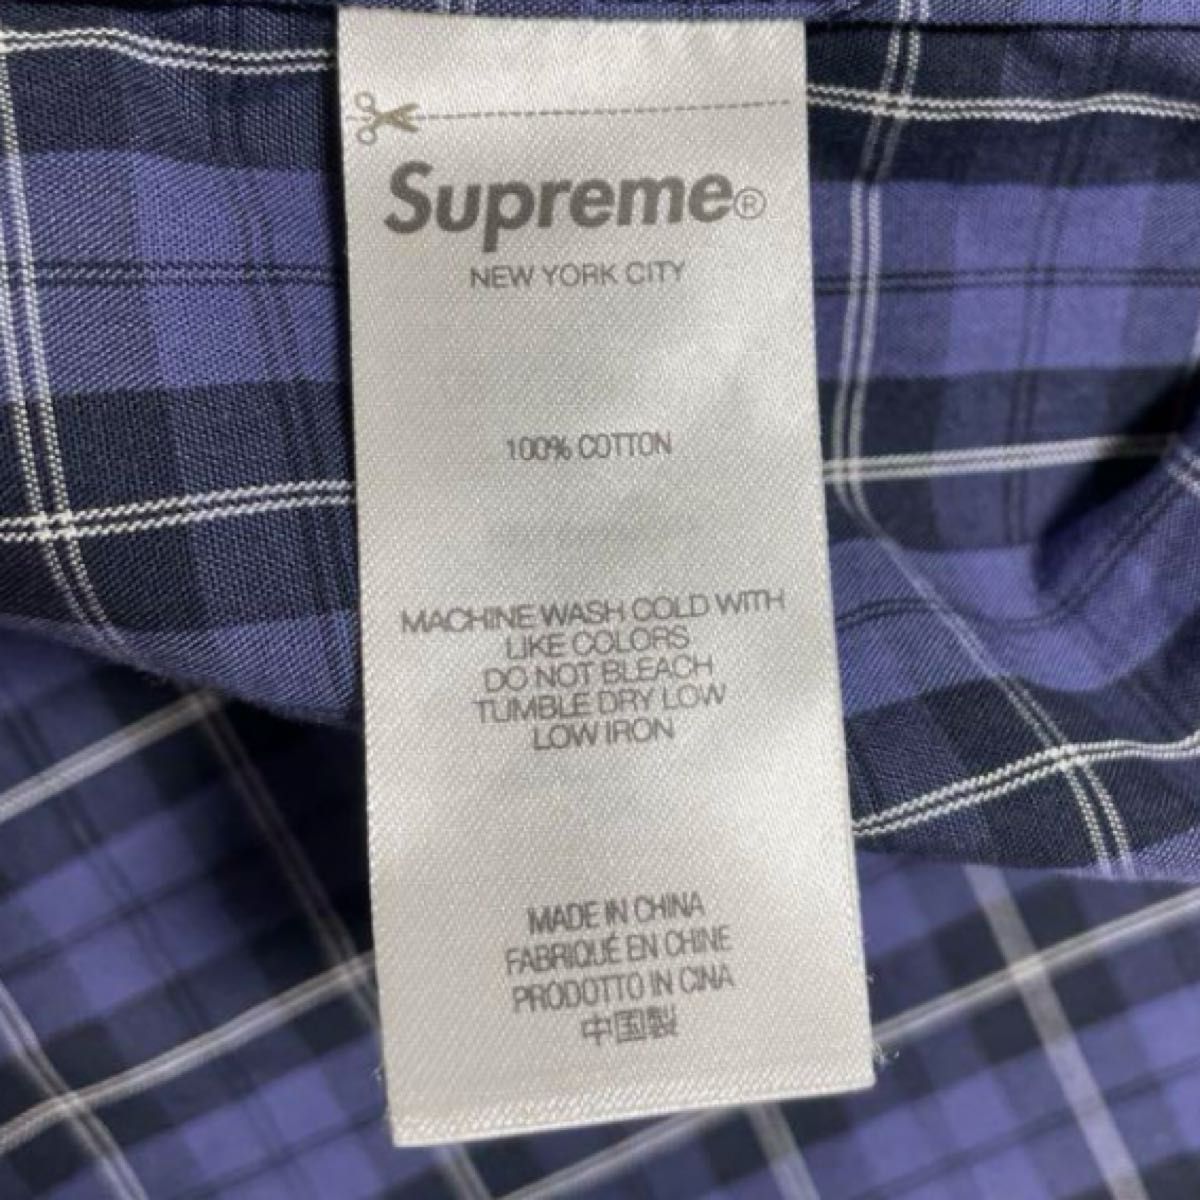 Supreme®
NEW YORK CITY
100% COTTON
MACHINE WASH COLD WITH
LIKE COLORS
DO NOT BLEACH
TUMBLE DRY LOW
LOW IRON
MADE IN CHINA
FABRIQUÉ EN CHINE
PRODOTTO IN CINA
中国製